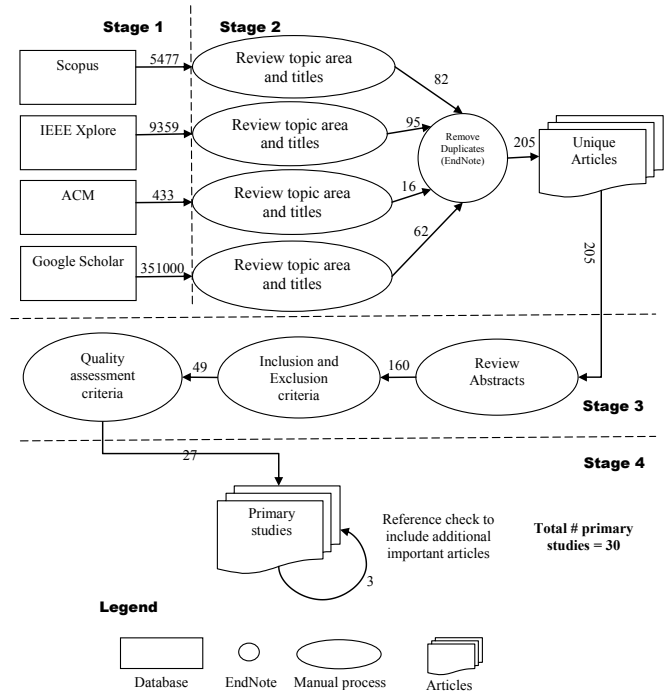 Stage 1
Stage 2
Scopus
5477
Review topic area
and titles
82
IEEE Xplore
9359
Review topic area
and titles
95
Remove
Duplicates
(EndNote)
205
Unique
Articles
ACM
433
Review topic area
and titles
16
Google Scholar
351000
Review topic area
and titles
62
205
Quality
assessment
criteria
49
Inclusion and
Exclusion
criteria
160
Review
Abstracts
Stage 3
Stage 4
27
Primary
studies
3
Reference check to
include additional
important articles
Total # primary
studies = 30
Legend
Database
EndNote
Manual process
Articles